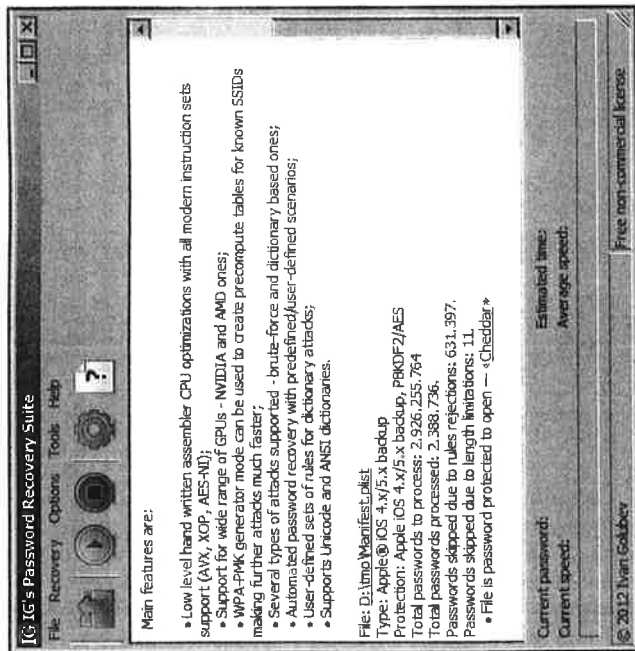 IG IG's Password Recovery Suite
File Recovery Options Tools Help
?
Main features are:
• Low level hand written assembler CPU optimizations with all modern instruction sets
support (AVX, XOP, AES-NI);
• Support for wide range of GPUs - NVIDIA and AMD ones;
• WPA-PMK generator mode can be used to create precompute tables for known SSIDs
making further attacks much faster;
• Several types of attacks supported - brute-force and dictionary based ones;
• Automated password recovery with predefined/user-defined scenarios;
• User-defined sets of rules for dictionary attacks;
• Supports Unicode and ANSI dictionaries.
File: D:\tmp\Manifest.plist
Type: Apple® iOS 4.x/5.x backup
Protection: Apple iOS 4.x/5.x backup, PBKDF2/AES
Total passwords to process: 2.926.255.764
Total passwords processed: 2.388.736.
Passwords skipped due to rules rejections: 631.397.
Passwords skipped due to length limitations: 11.
• File is password protected to open — «Cheddar»
Current password: Estimated time:
Current speed: Average speed:
© 2012 Ivan Golubev Free non-commercial license